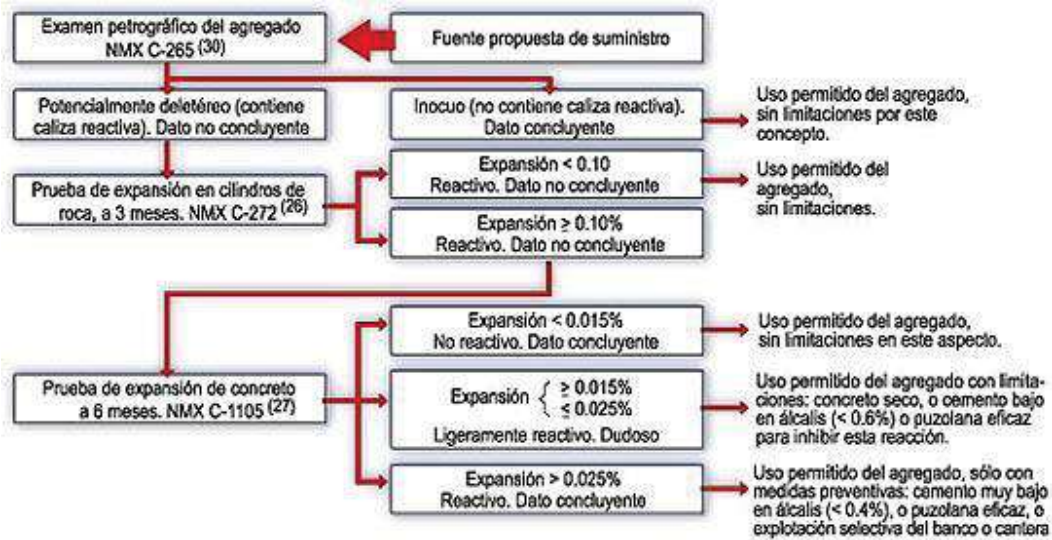 Examen petrográfico del agregado
NMX C-265 (30)
Fuente propuesta de suministro
Potencialmente deletéreo (contiene
caliza reactiva). Dato no concluyente
Inocuo (no contiene caliza reactiva).
Dato concluyente
Uso permitido del agregado,
sin limitaciones por este
concepto.
Prueba de expansión en cilindros de
roca, a 3 meses. NMX C-272 (26)
Expansión < 0.10
Reactivo. Dato no concluyente
Uso permitido del
agregado,
sin limitaciones.
Expansión ≥ 0.10%
Reactivo. Dato no concluyente
Prueba de expansión de concreto
a 6 meses. NMX C-1105 (27)
Expansión < 0.015%
No reactivo. Dato concluyente
Uso permitido del agregado,
sin limitaciones en este aspecto.
Expansión { ≥ 0.015%
≤ 0.025%
Ligeramente reactivo. Dudoso
Uso permitido del agregado con limita-
ciones: concreto seco, o cemento bajo
en álcalis (< 0.6%) o puzolana eficaz
para inhibir esta reacción.
Expansión > 0.025%
Reactivo. Dato concluyente
Uso permitido del agregado, sólo con
medidas preventivas: cemento muy bajo
en álcalis (< 0.4%), o puzolana eficaz, o
explotación selectiva del banco o cantera